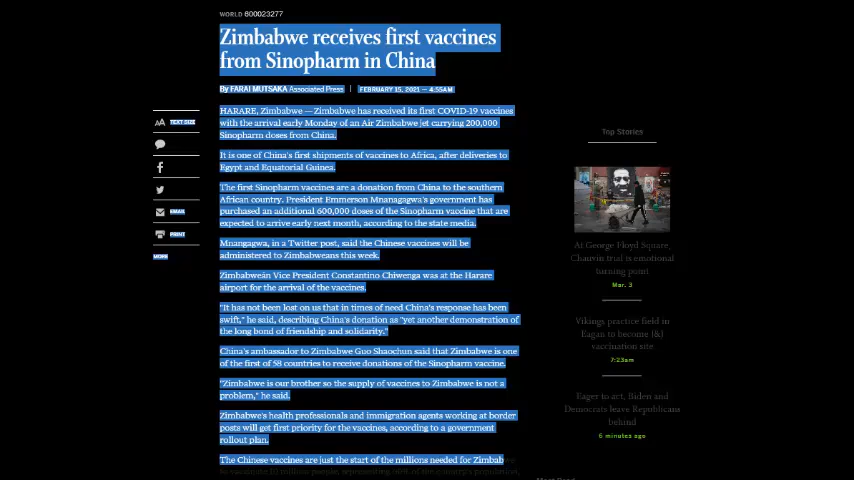 WORLD 600023277
Zimbabwe receives first vaccines
from Sinopharm in China
By FARAI MUTSAKA Associated Press | FEBRUARY 15, 2021 — 4:55AM
TEXT SIZE
EMAIL
PRINT
MORE
HARARE, Zimbabwe — Zimbabwe has received its first COVID-19 vaccines
with the arrival early Monday of an Air Zimbabwe jet carrying 200,000
Sinopharm doses from China.
It is one of China's first shipments of vaccines to Africa, after deliveries to
Egypt and Equatorial Guinea.
The first Sinopharm vaccines are a donation from China to the southern
African country. President Emmerson Mnanagagwa's government has
purchased an additional 600,000 doses of the Sinopharm vaccine that are
expected to arrive early next month, according to the state media.
Mnangagwa, in a Twitter post, said the Chinese vaccines will be
administered to Zimbabweans this week.
Zimbabweán Vice President Constantino Chiwenga was at the Harare
airport for the arrival of the vaccines.
"It has not been lost on us that in times of need China's response has been
swift," he said, describing China's donation as "yet another demonstration of
the long bond of friendship and solidarity."
China's ambassador to Zimbabwe Guo Shaochun said that Zimbabwe is one
of the first of 58 countries to receive donations of the Sinopharm vaccine.
"Zimbabwe is our brother so the supply of vaccines to Zimbabwe is not a
problem," he said.
Zimbabwe's health professionals and immigration agents working at border
posts will get first priority for the vaccines, according to a government
rollout plan.
The Chinese vaccines are just the start of the millions needed for Zimbabwe
Top Stories
At George Floyd Square,
Chauvin trial is emotional
turning point
Mar. 3
Vikings practice field in
Eagan to become 1&1
vaccination site
7:23am
Eager to act, Biden and
Democrats leave Republicans
behind
6 minutes ago